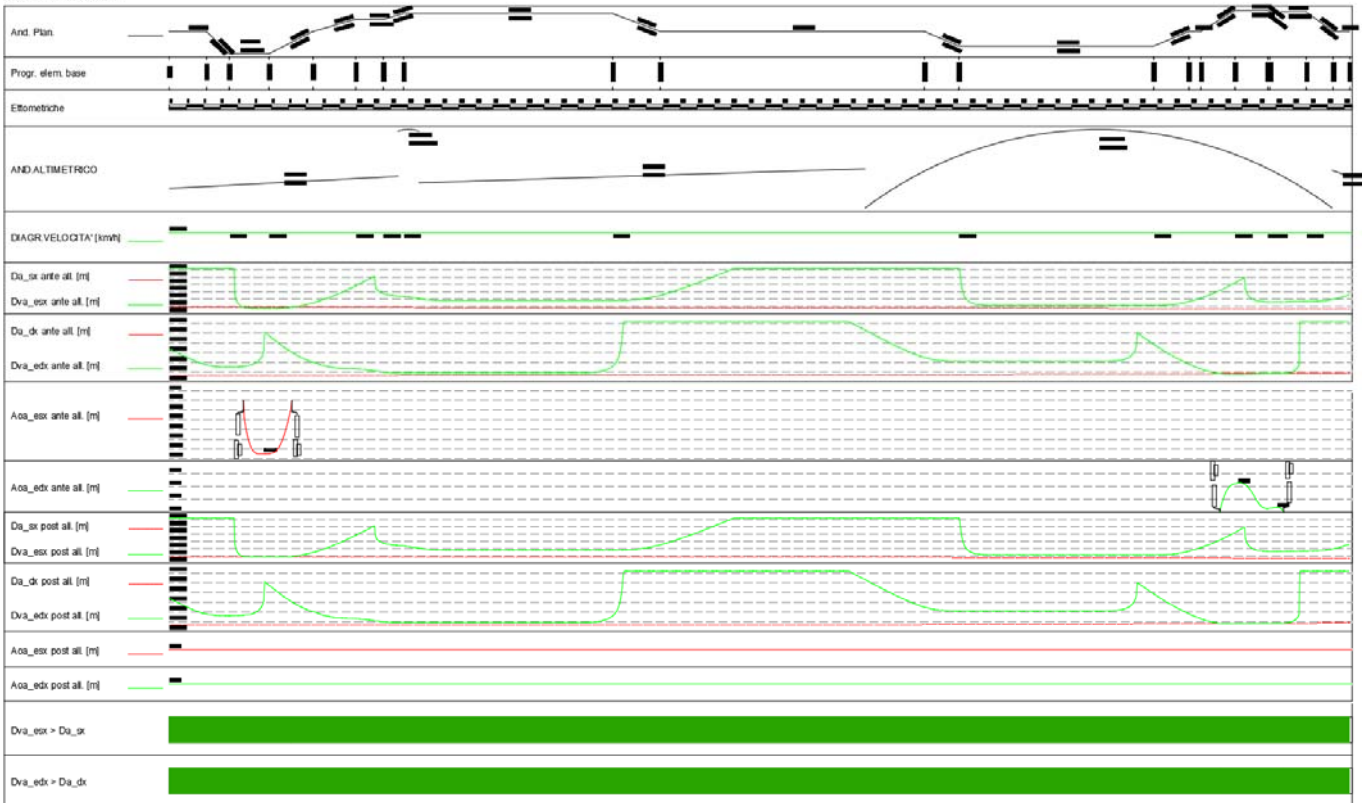 And. Plan.
Progr. elem. base
Ettometriche
AND.ALTIMETRICO
DIAGR.VELOCITA' [km/h]
Da_sx ante all. [m]
Dva_esx ante all. [m]
Da_dx ante all. [m]
Dva_edx ante all. [m]
Aoa_esx ante all. [m]
Aoa_edx ante all. [m]
Da_sx post all. [m]
Dva_esx post all. [m]
Da_dx post all. [m]
Dva_edx post all. [m]
Aoa_esx post all. [m]
Aoa_edx post all. [m]
Dva_esx > Da_sx
Dva_edx > Da_dx